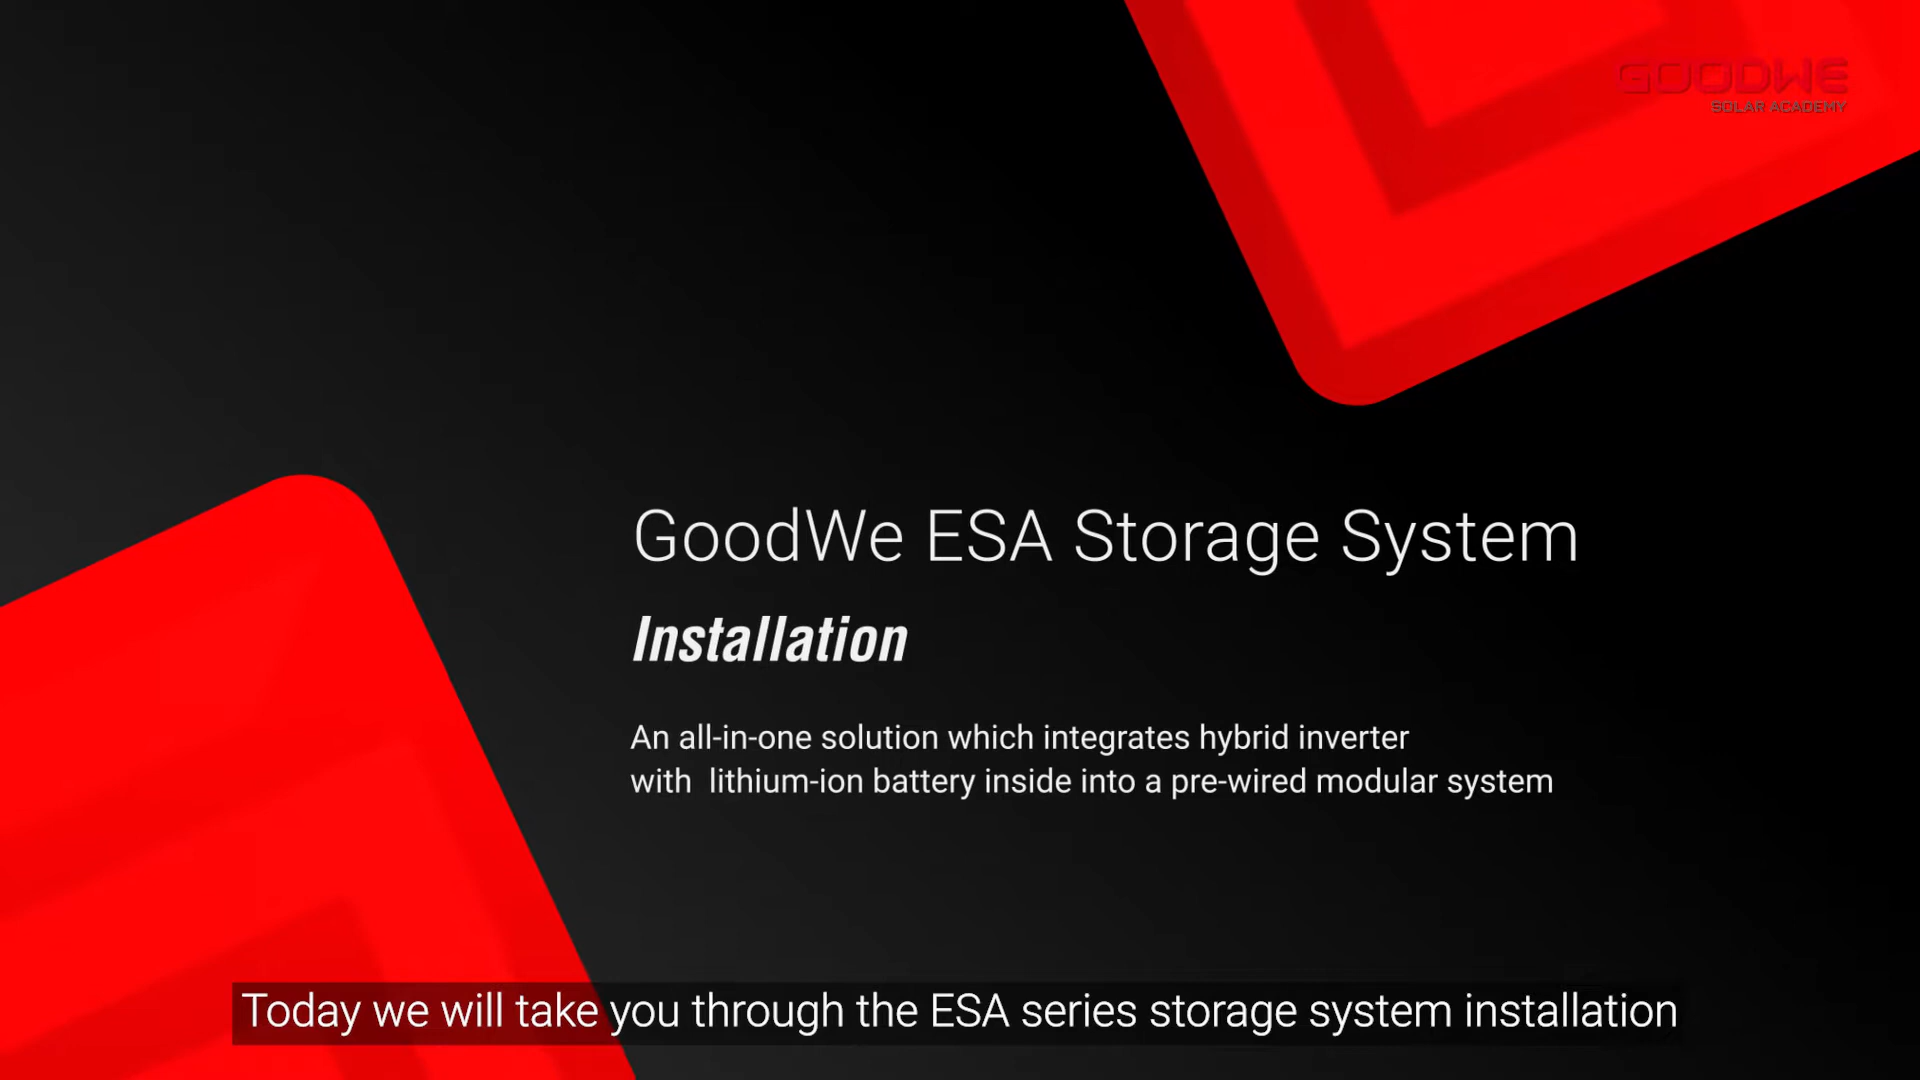 GOODWE
SOLAR ACADEMY
GoodWe ESA Storage System
Installation
An all-in-one solution which integrates hybrid inverter
with lithium-ion battery inside into a pre-wired modular system
Today we will take you through the ESA series storage system installation